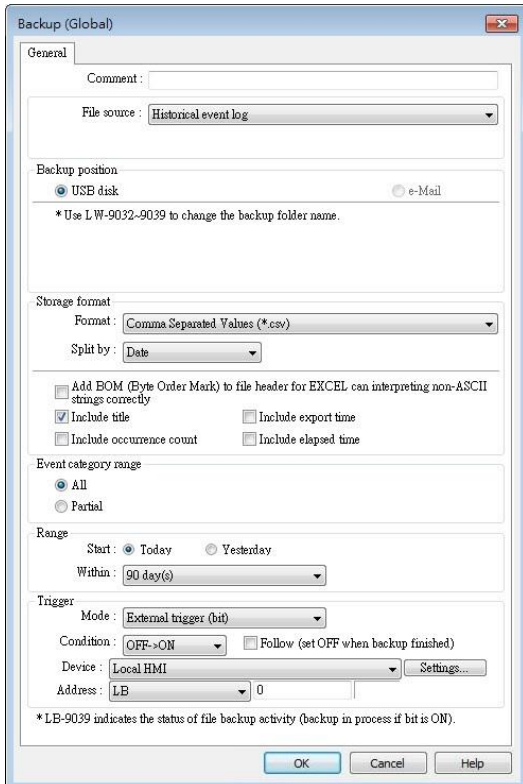 Backup (Global)
General
Comment :
File source : Historical event log
Backup position
USB disk e-Mail
* Use LW-9032~9039 to change the backup folder name.
Storage format
Format : Comma Separated Values (*.csv)
Split by : Date
Add BOM (Byte Order Mark) to file header for EXCEL can interpreting non-ASCII
strings correctly
Include title Include export time
Include occurrence count Include elapsed time
Event category range
All
Partial
Range
Start : Today Yesterday
Within : 90 day(s)
Trigger
Mode : External trigger (bit)
Condition : OFF->ON Follow (set OFF when backup finished)
Device : Local HMI Settings...
Address : LB 0
* LB-9039 indicates the status of file backup activity (backup in process if bit is ON).
OK Cancel Help